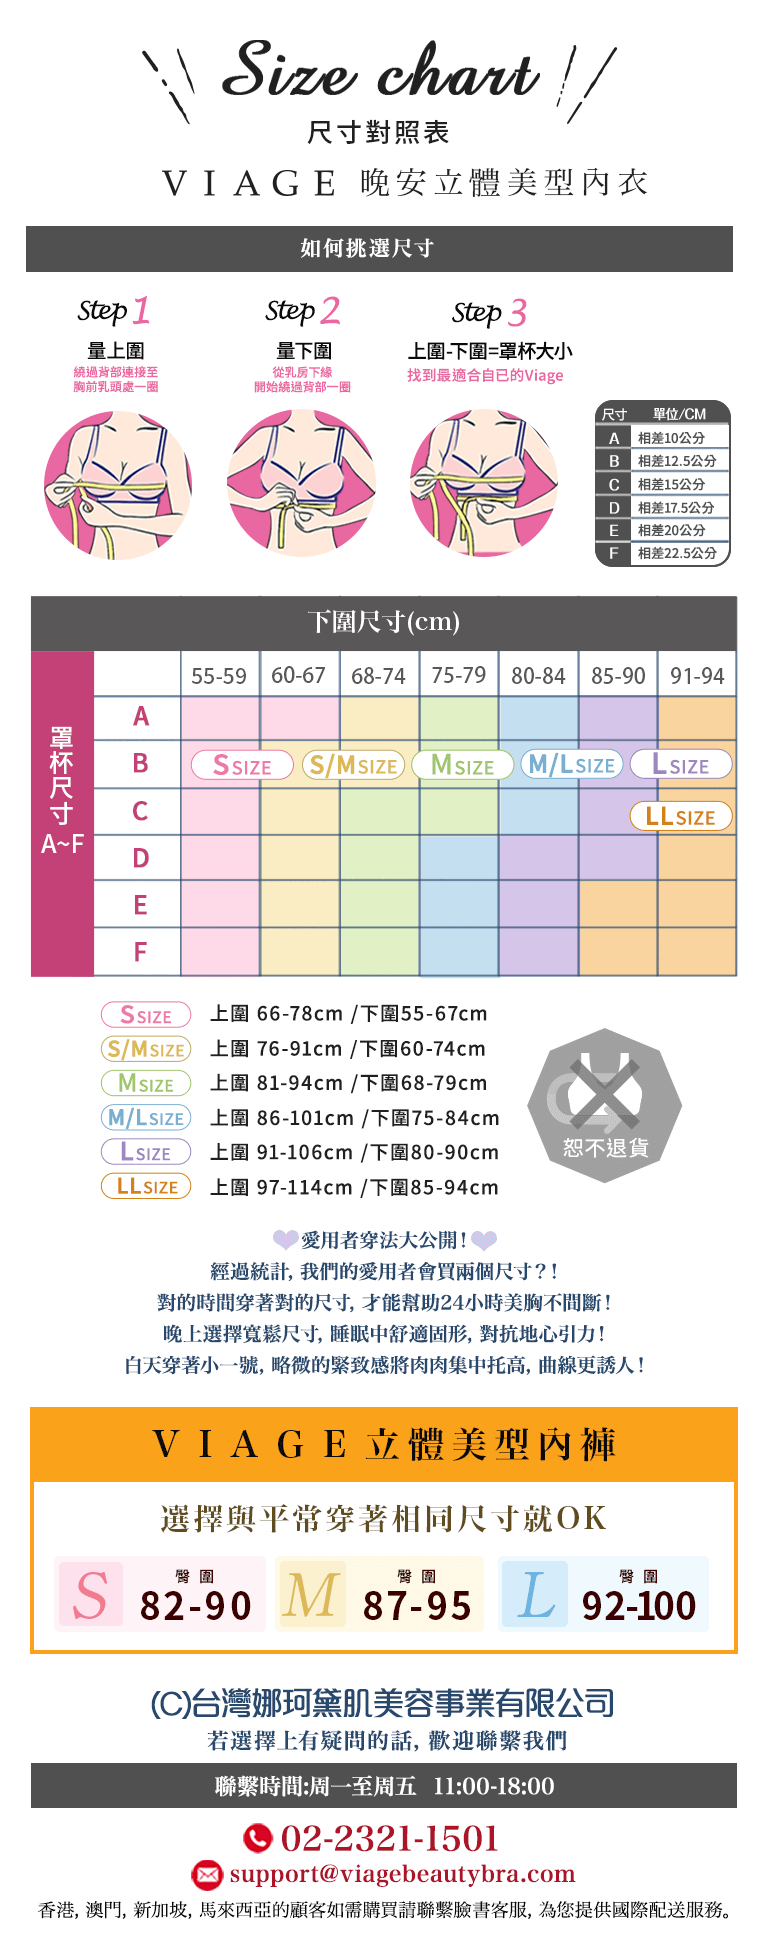 Size chart
尺寸對照表
VIAGE 晚安立體美型內衣
如何挑選尺寸
Step 1
量上圍
繞過背部連接至
胸前乳頭處一圈
Step 2
量下圍
從乳房下緣
開始繞過背部一圈
Step 3
上圍-下圍=罩杯大小
找到最適合自已的Viage
尺寸 單位/CM
A 相差10公分
B 相差12.5公分
C 相差15公分
D 相差17.5公分
E 相差20公分
F 相差22.5公分
下圍尺寸(cm)
罩杯尺寸 A~F
55-59 60-67 68-74 75-79 80-84 85-90 91-94
A
B S SIZE S/M SIZE M SIZE M/L SIZE L SIZE
C LL SIZE
D
E
F
S SIZE 上圍 66-78cm /下圍55-67cm
S/M SIZE 上圍 76-91cm /下圍60-74cm
M SIZE 上圍 81-94cm /下圍68-79cm
M/L SIZE 上圍 86-101cm /下圍75-84cm
L SIZE 上圍 91-106cm /下圍80-90cm
LL SIZE 上圍 97-114cm /下圍85-94cm
恕不退貨
愛用者穿法大公開!
經過統計, 我們的愛用者會買兩個尺寸?!
對的時間穿著對的尺寸, 才能幫助24小時美胸不間斷!
晚上選擇寬鬆尺寸, 睡眠中舒適固形, 對抗地心引力!
白天穿著小一號, 略微的緊致感將肉肉集中托高, 曲線更誘人!
VIAGE立體美型內褲
選擇與平常穿著相同尺寸就OK
S 臀圍 82-90
M 臀圍 87-95
L 臀圍 92-100
(C)台灣娜珂黛肌美容事業有限公司
若選擇上有疑問的話, 歡迎聯繫我們
聯繫時間:周一至周五 11:00-18:00
02-2321-1501
support@viagebeautybra.com
香港, 澳門, 新加坡, 馬來西亞的顧客如需購買請聯繫臉書客服, 為您提供國際配送服務。